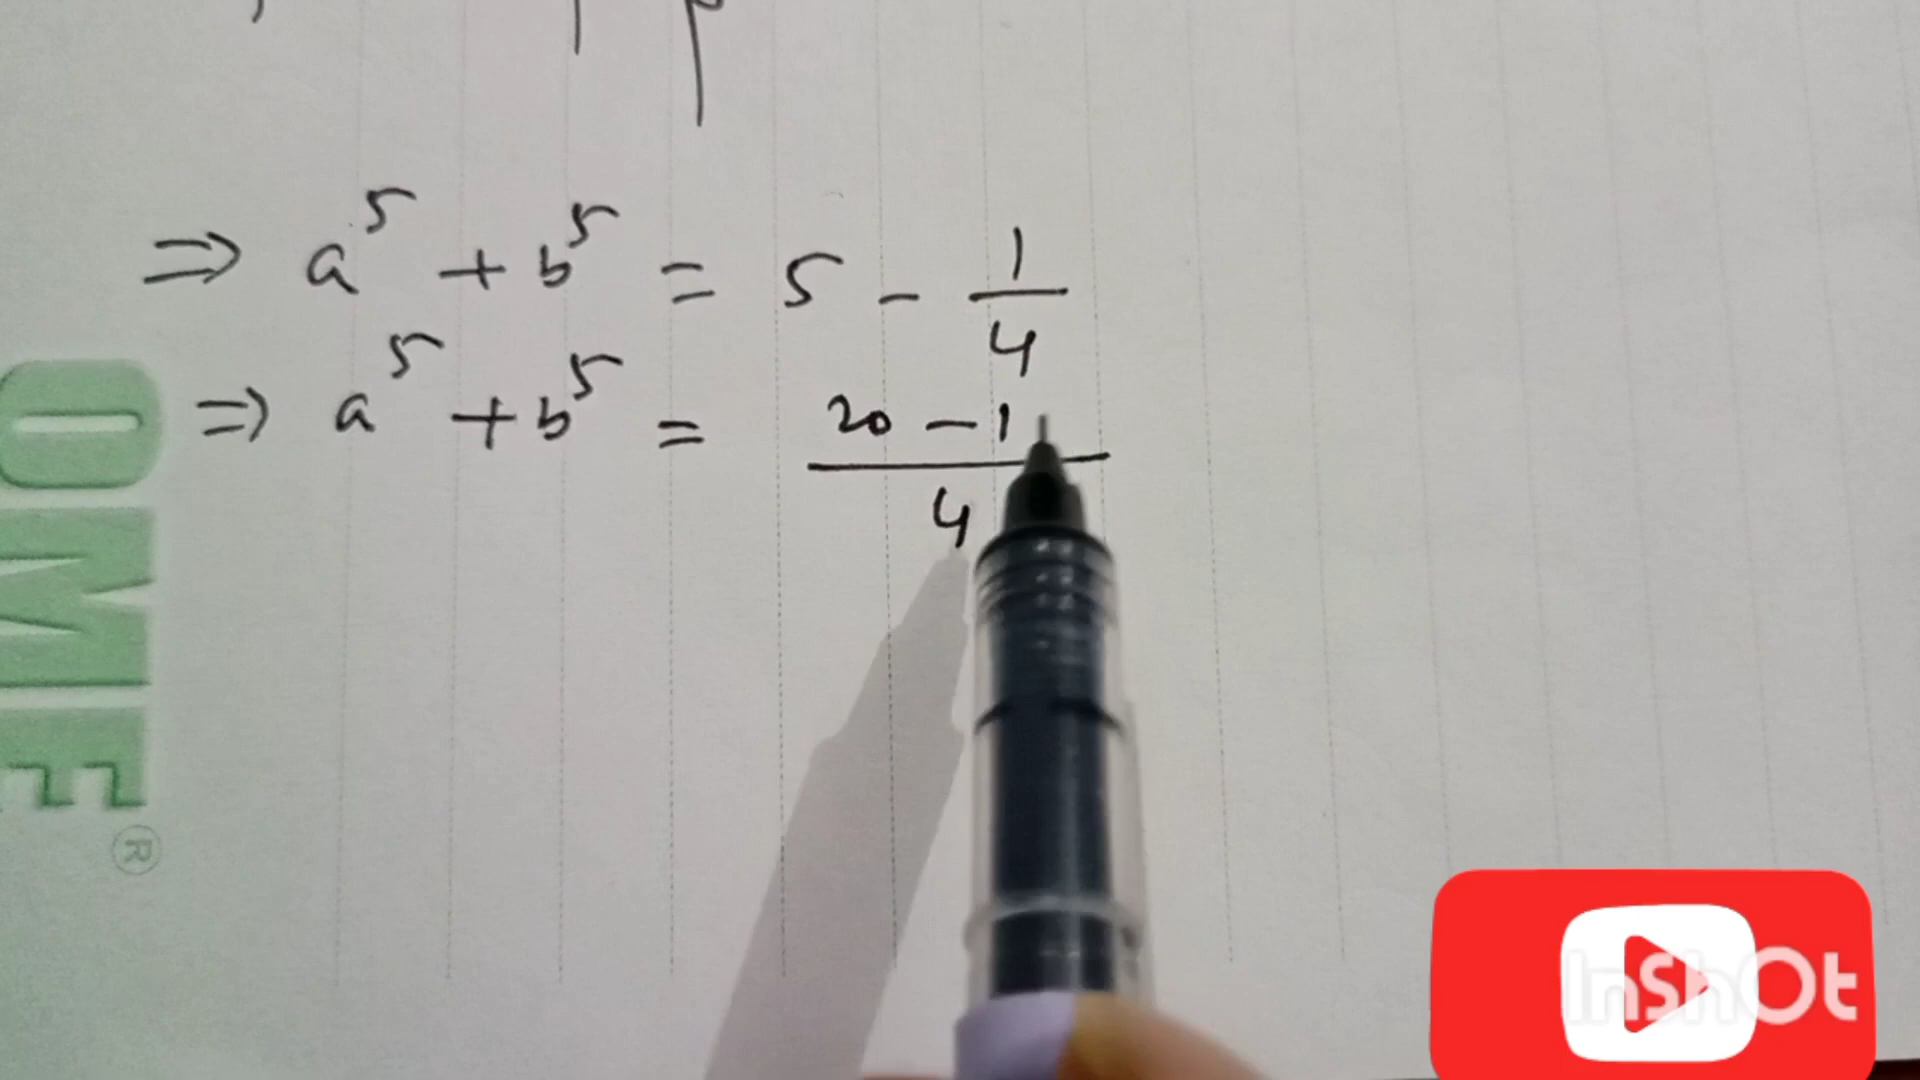 ⇒ a⁵ + b⁵ = 5 - 1/4
⇒ a⁵ + b⁵ = (20 - 1)/4
OME®
InShOt